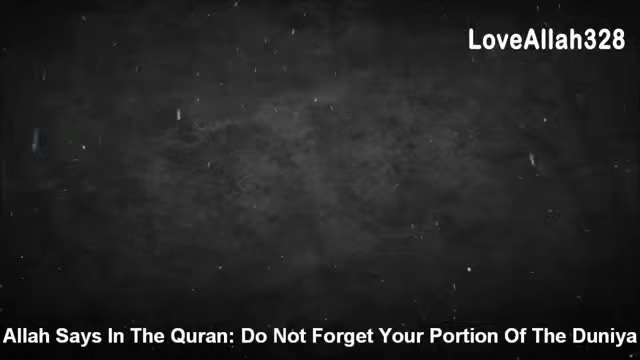 LoveAllah328
Allah Says In The Quran: Do Not Forget Your Portion Of The Duniya